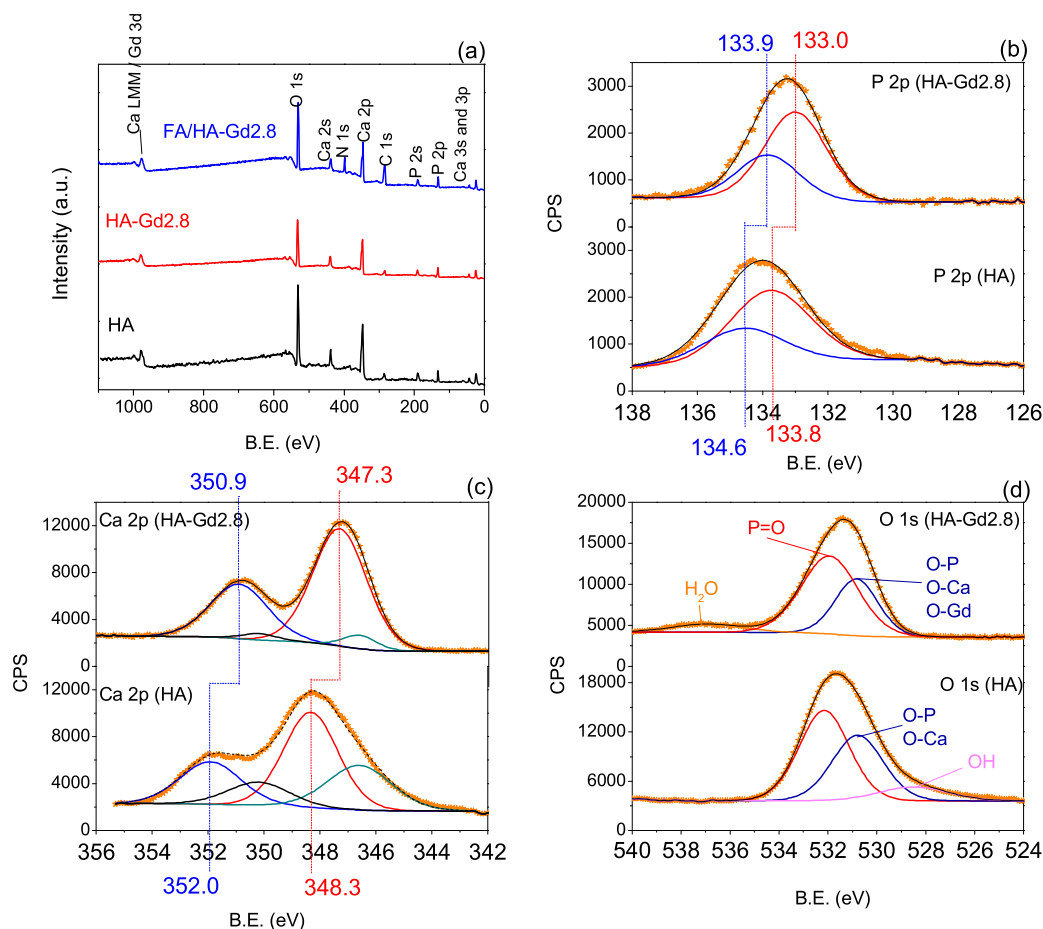 (a)
Ca LMM / Gd 3d
O 1s
Ca 2s
N 1s
Ca 2p
C 1s
P 2s
P 2p
Ca 3s and 3p
FA/HA-Gd2.8
HA-Gd2.8
HA
Intensity (a.u.)
1000 800 600 400 200 0
B.E. (eV)
133.9 133.0
(b)
P 2p (HA-Gd2.8)
3000
2000
1000
0
CPS
P 2p (HA)
3000
2000
1000
0
138 136 134 132 130 128 126
134.6 133.8
B.E. (eV)
350.9 347.3
(c)
Ca 2p (HA-Gd2.8)
12000
8000
4000
0
CPS
Ca 2p (HA)
12000
8000
4000
0
356 354 352 350 348 346 344 342
352.0 348.3
B.E. (eV)
(d)
O 1s (HA-Gd2.8)
20000
15000
10000
5000
0
P=O
H2O
O-P
O-Ca
O-Gd
CPS
O 1s (HA)
18000
12000
6000
0
O-P
O-Ca
OH
540 538 536 534 532 530 528 526 524
B.E. (eV)